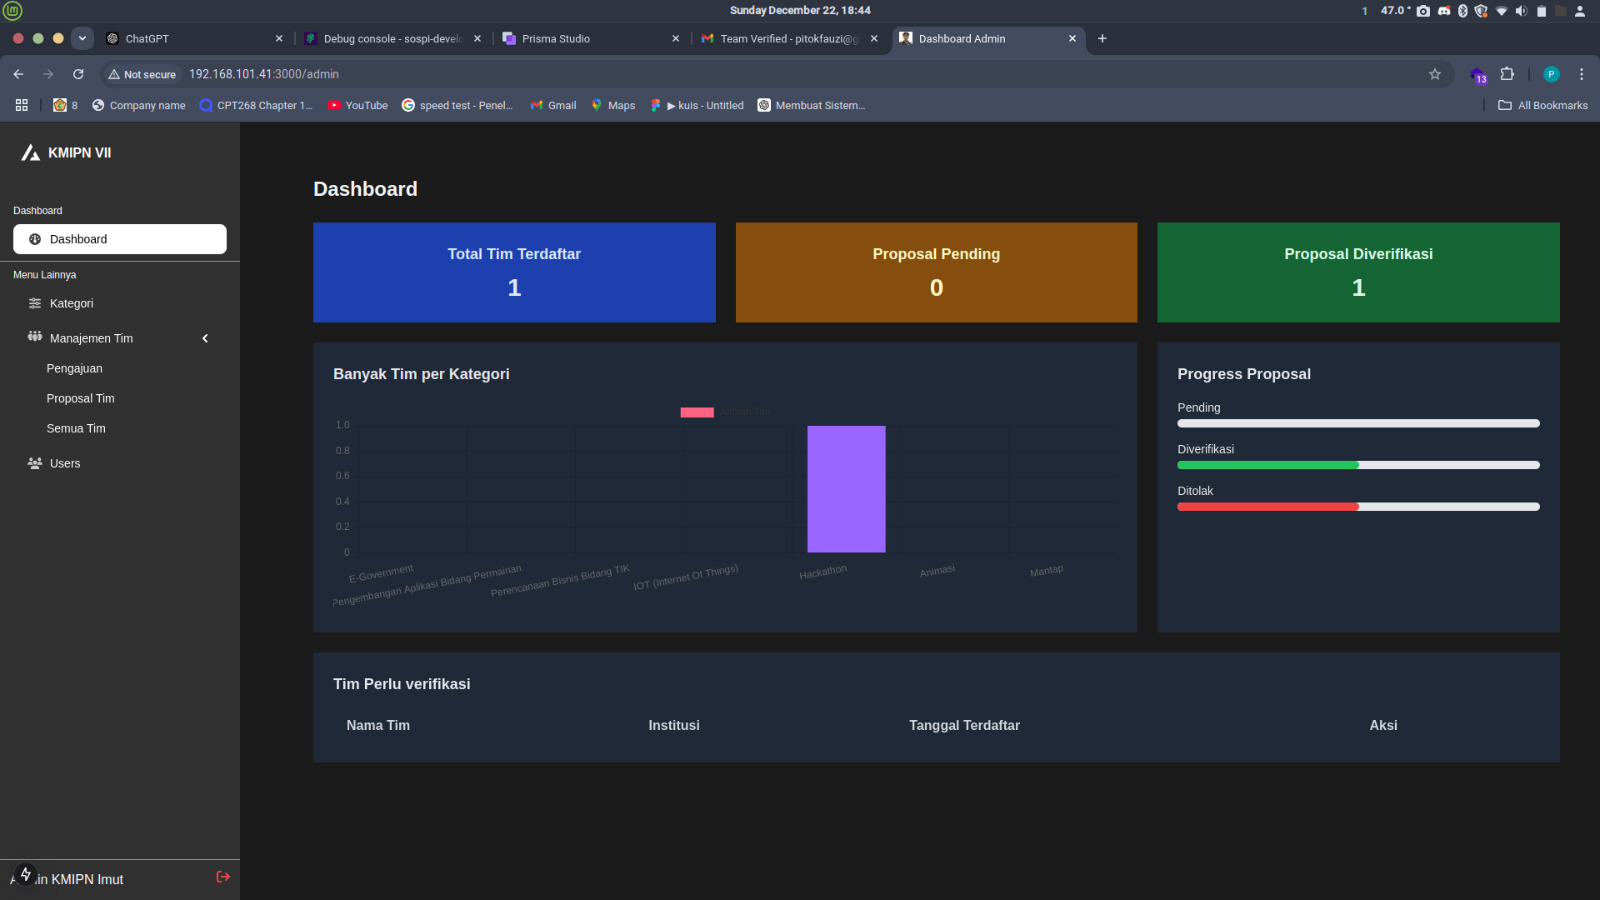 Sunday December 22, 18:44
1 47.0 °
ChatGPT
Debug console - sospi-develo
Prisma Studio
Team Verified - pitokfauzi@g
Dashboard Admin
Not secure
192.168.101.41:3000/admin
13
P
8
Company name
CPT268 Chapter 1...
YouTube
speed test - Penel...
Gmail
Maps
▶ kuis - Untitled
Membuat Sistem...
All Bookmarks
KMIPN VII
Dashboard
Dashboard
Menu Lainnya
Kategori
Manajemen Tim
Pengajuan
Proposal Tim
Semua Tim
Users
KMIPN Imut
Dashboard
Total Tim Terdaftar
1
Proposal Pending
0
Proposal Diverifikasi
1
Banyak Tim per Kategori
Jumlah Tim
1.0
0.8
0.6
0.4
0.2
0
E-Government
Pengembangan Aplikasi Bidang Permainan
Perencanaan Bisnis Bidang TIK
IOT (Internet Of Things)
Hackathon
Animasi
Mantap
Progress Proposal
Pending
Diverifikasi
Ditolak
Tim Perlu verifikasi
Nama Tim
Institusi
Tanggal Terdaftar
Aksi